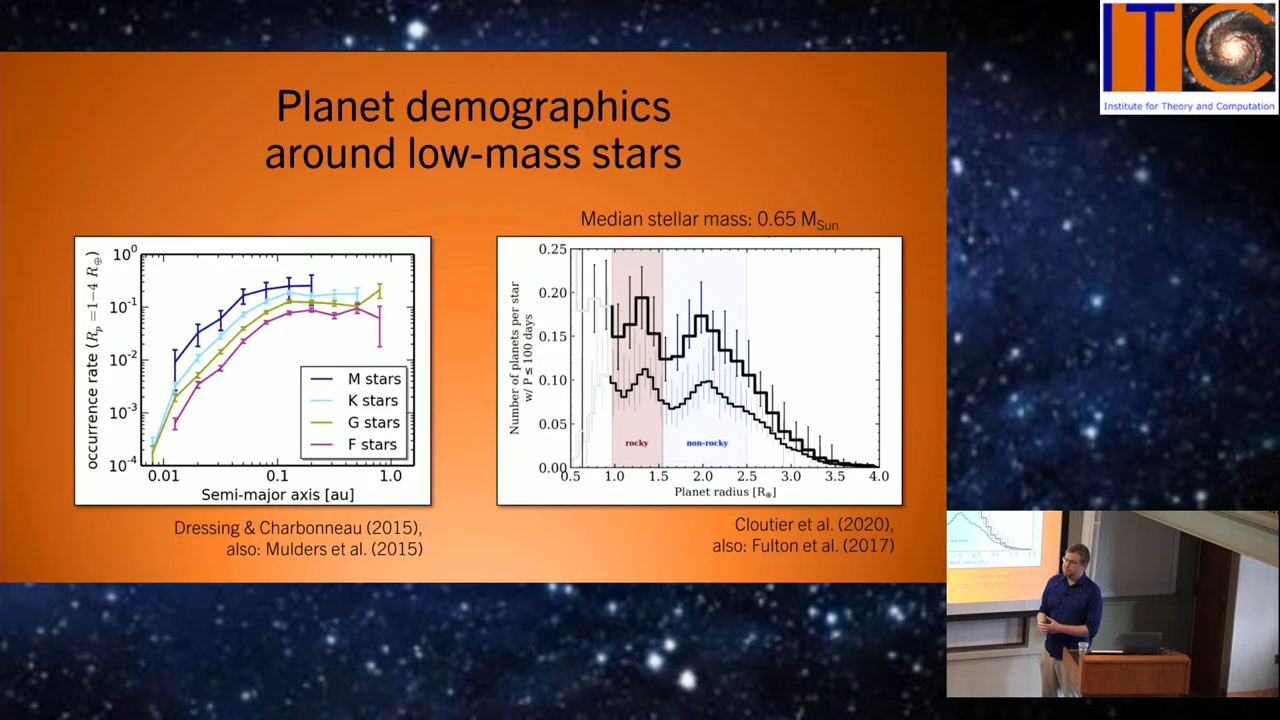 Planet demographics
around low-mass stars
Median stellar mass: 0.65 MSun
occurrence rate (Rp =1−4 R⊕)
10^0
10^-1
10^-2
10^-3
10^-4
M stars
K stars
G stars
F stars
0.01 0.1 1.0
Semi-major axis [au]
Number of planets per star
w/ P ≤ 100 days
0.25
0.20
0.15
0.10
0.05
0.00
rocky
non-rocky
0.5 1.0 1.5 2.0 2.5 3.0 3.5 4.0
Planet radius [R⊕]
Dressing & Charbonneau (2015),
also: Mulders et al. (2015)
Cloutier et al. (2020),
also: Fulton et al. (2017)
ITC
Institute for Theory and Computation